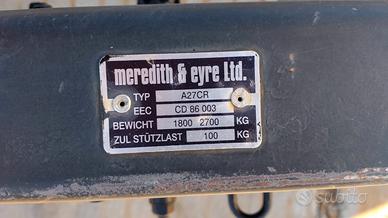 meredith & eyre Ltd.
TYP A27CR
EEC CD 86 003
BEWICHT 1800 2700 KG
ZUL STÜTZLAST 100 KG
subito